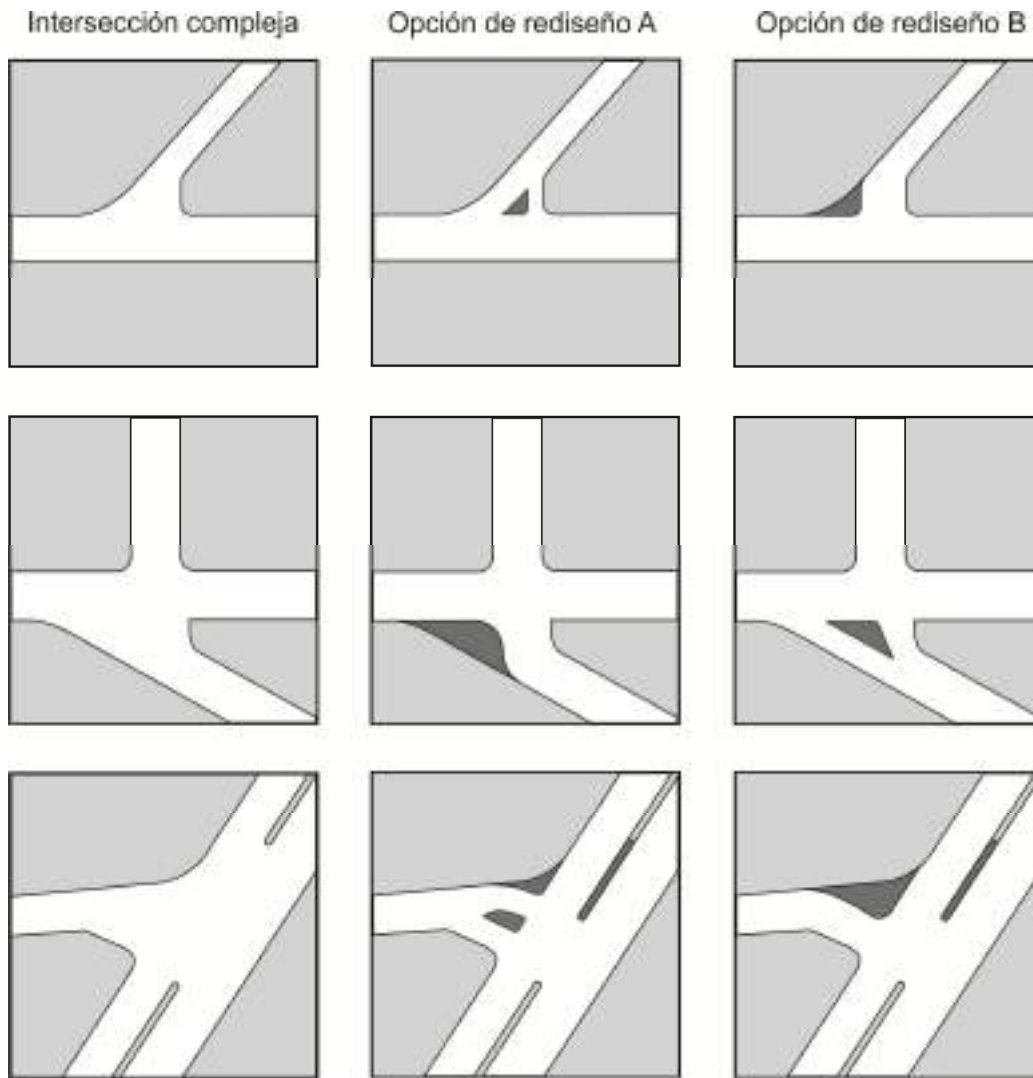 Intersección compleja
Opción de rediseño A
Opción de rediseño B